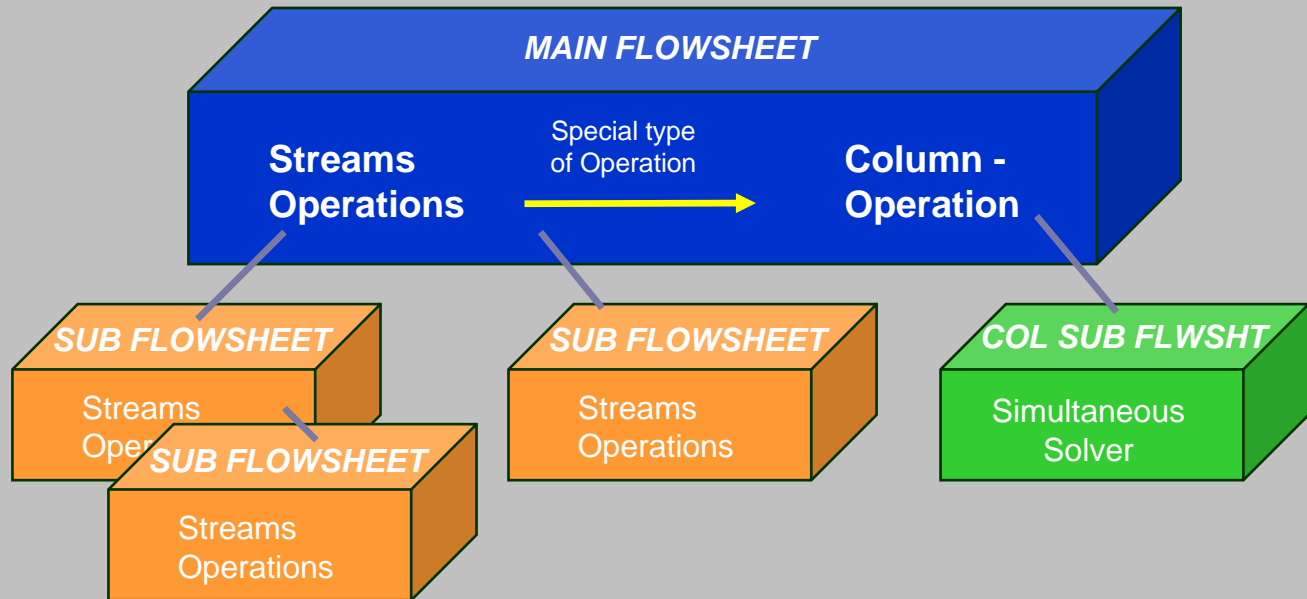 MAIN FLOWSHEET
Special type
of Operation
Streams
Operations
Column -
Operation
SUB FLOWSHEET
Streams
SUB FLOWSHEET
Streams
Operations
SUB FLOWSHEET
Streams
Operations
COL SUB FLWSHT
Simultaneous
Solver